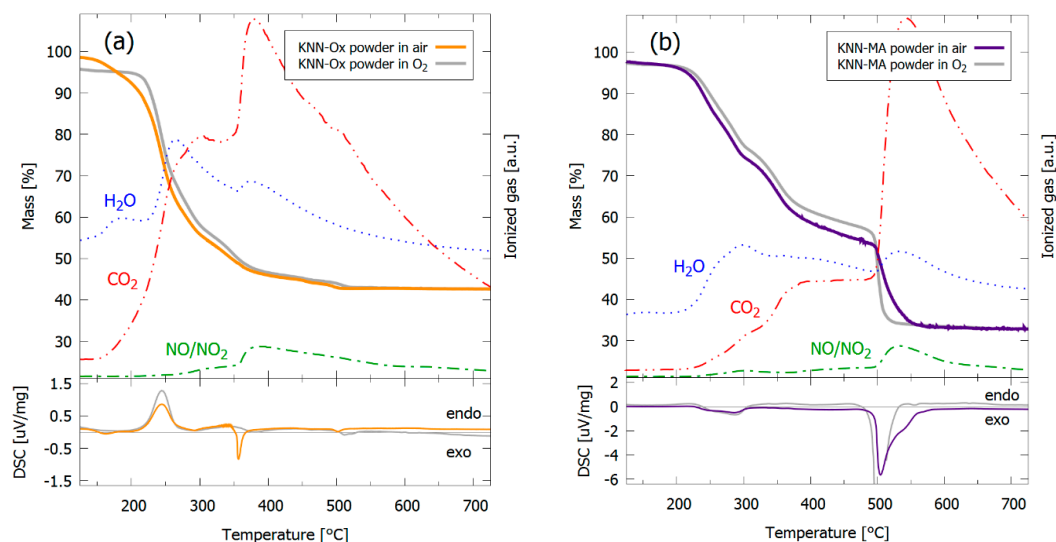 (a)
KNN-Ox powder in air
KNN-Ox powder in O2
Mass [%]
100
90
80
70
60
50
40
30
H2O
CO2
NO/NO2
Ionized gas [a.u.]
DSC [uV/mg]
1.5
0.5
-0.5
-1.5
endo
exo
200 300 400 500 600 700
Temperature [°C]
(b)
KNN-MA powder in air
KNN-MA powder in O2
Mass [%]
100
90
80
70
60
50
40
30
H2O
CO2
NO/NO2
Ionized gas [a.u.]
DSC [uV/mg]
2
0
-2
-4
-6
endo
exo
200 300 400 500 600 700
Temperature [°C]